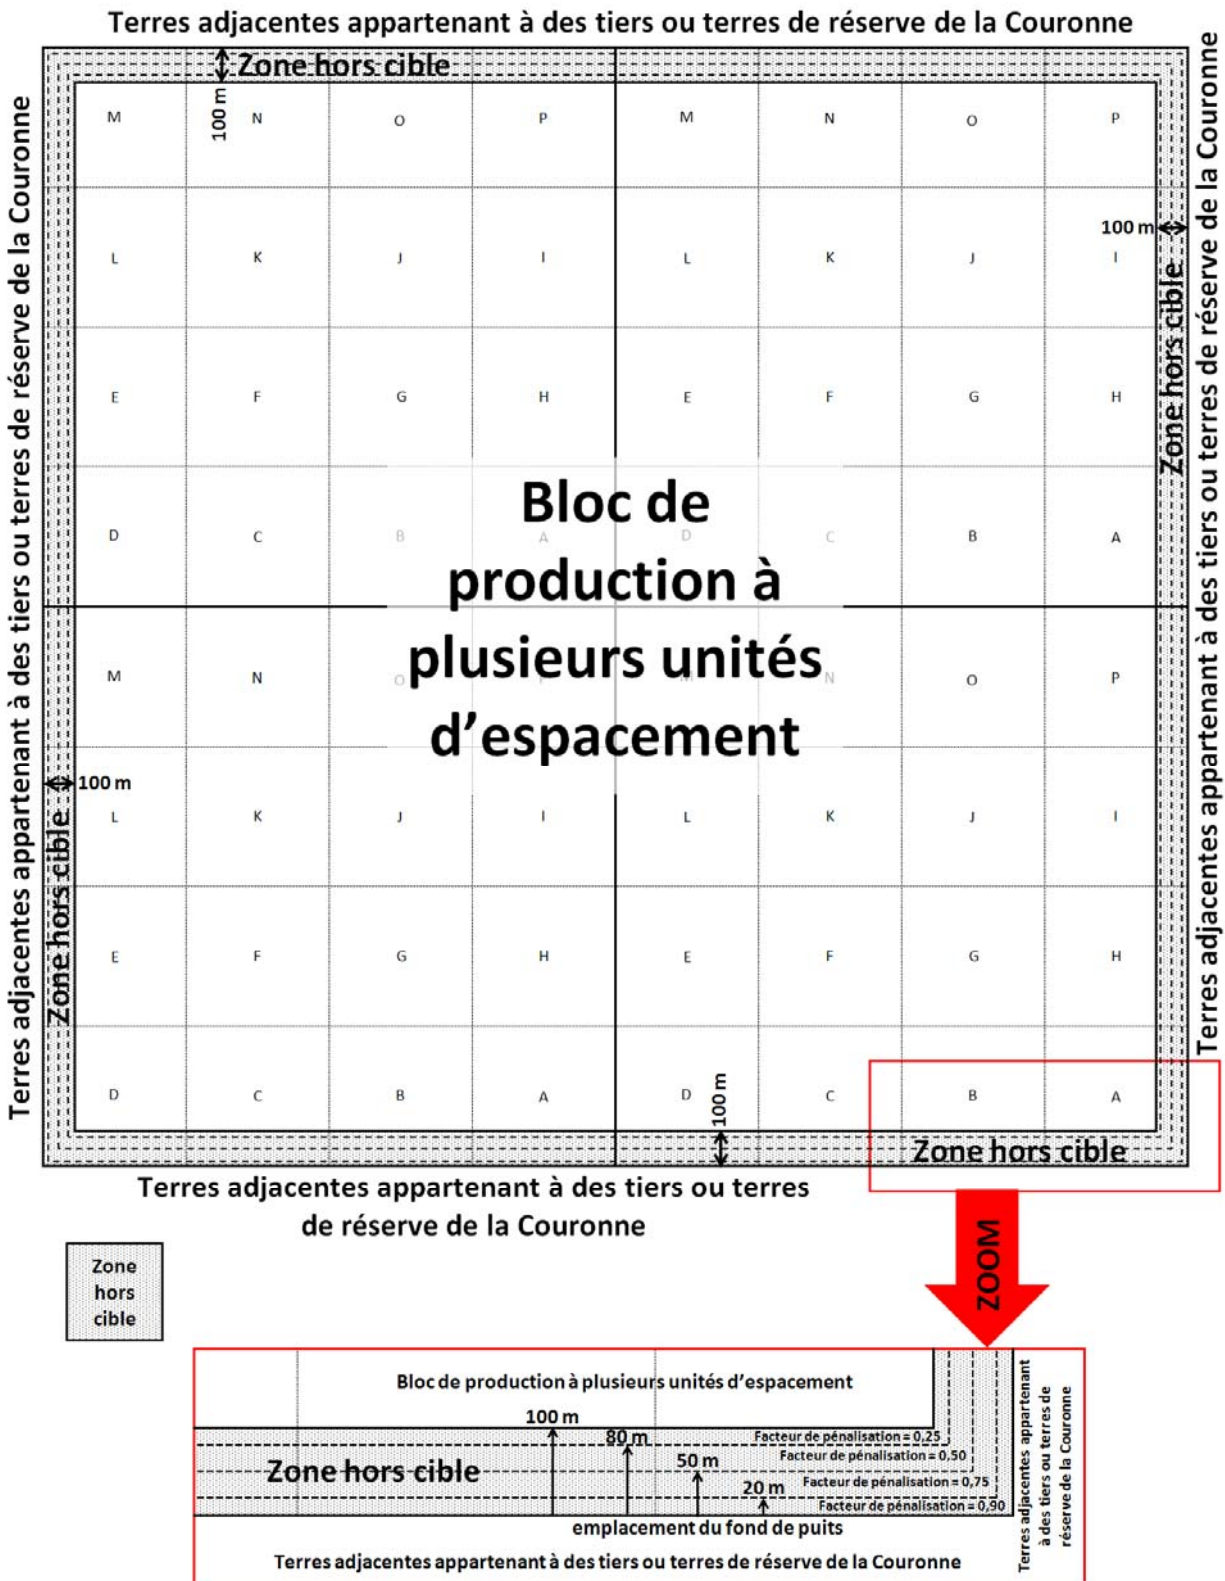 Terres adjacentes appartenant à des tiers ou terres de réserve de la Couronne
Terres adjacentes appartenant à des tiers ou terres de réserve de la Couronne
Terres adjacentes appartenant à des tiers ou terres de réserve de la Couronne
Zone hors cible
100 m
M N O P M N O P
100 m
L K J I L K J I
Zone hors cible
E F G H E F G H
D C B A D C B A
Bloc de
production à
plusieurs unités
d'espacement
M N O P M N O P
100 m
L K J I L K J I
Zone hors cible
E F G H E F G H
100 m
D C B A D C B A
Zone hors cible
Terres adjacentes appartenant à des tiers ou terres
de réserve de la Couronne
Zone
hors
cible
ZOOM
Bloc de production à plusieurs unités d'espacement
100 m
80 m
Facteur de pénalisation = 0,25
Zone hors cible
50 m
Facteur de pénalisation = 0,50
20 m
Facteur de pénalisation = 0,75
Facteur de pénalisation = 0,90
emplacement du fond de puits
Terres adjacentes appartenant à des tiers ou terres de réserve de la Couronne
Terres adjacentes appartenant
à des tiers ou terres de
réserve de la Couronne